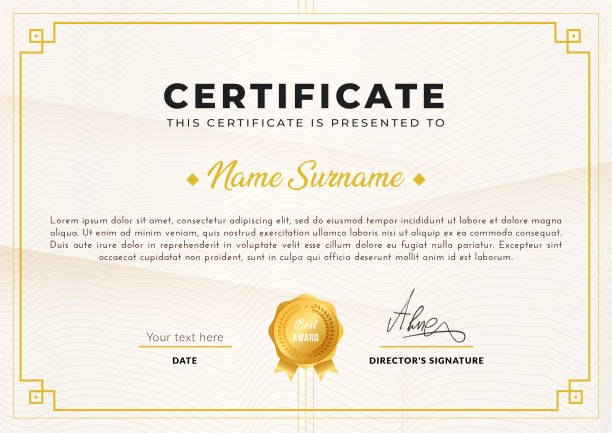 CERTIFICATE
THIS CERTIFICATE IS PRESENTED TO
Name Surname
Lorem ipsum dolor sit amet, consectetur adipiscing elit, sed do eiusmod tempor incididunt ut labore et dolore magna
aliqua. Ut enim ad minim veniam, quis nostrud exercitation ullamco laboris nisi ut aliquip ex ea commodo consequat.
Duis aute irure dolor in reprehenderit in voluptate velit esse cillum dolore eu fugiat nulla pariatur. Excepteur sint
occaecat cupidatat non proident, sunt in culpa qui officia deserunt mollit anim id est laborum.
Best
AWARD
Your text here
DATE
DIRECTOR'S SIGNATURE